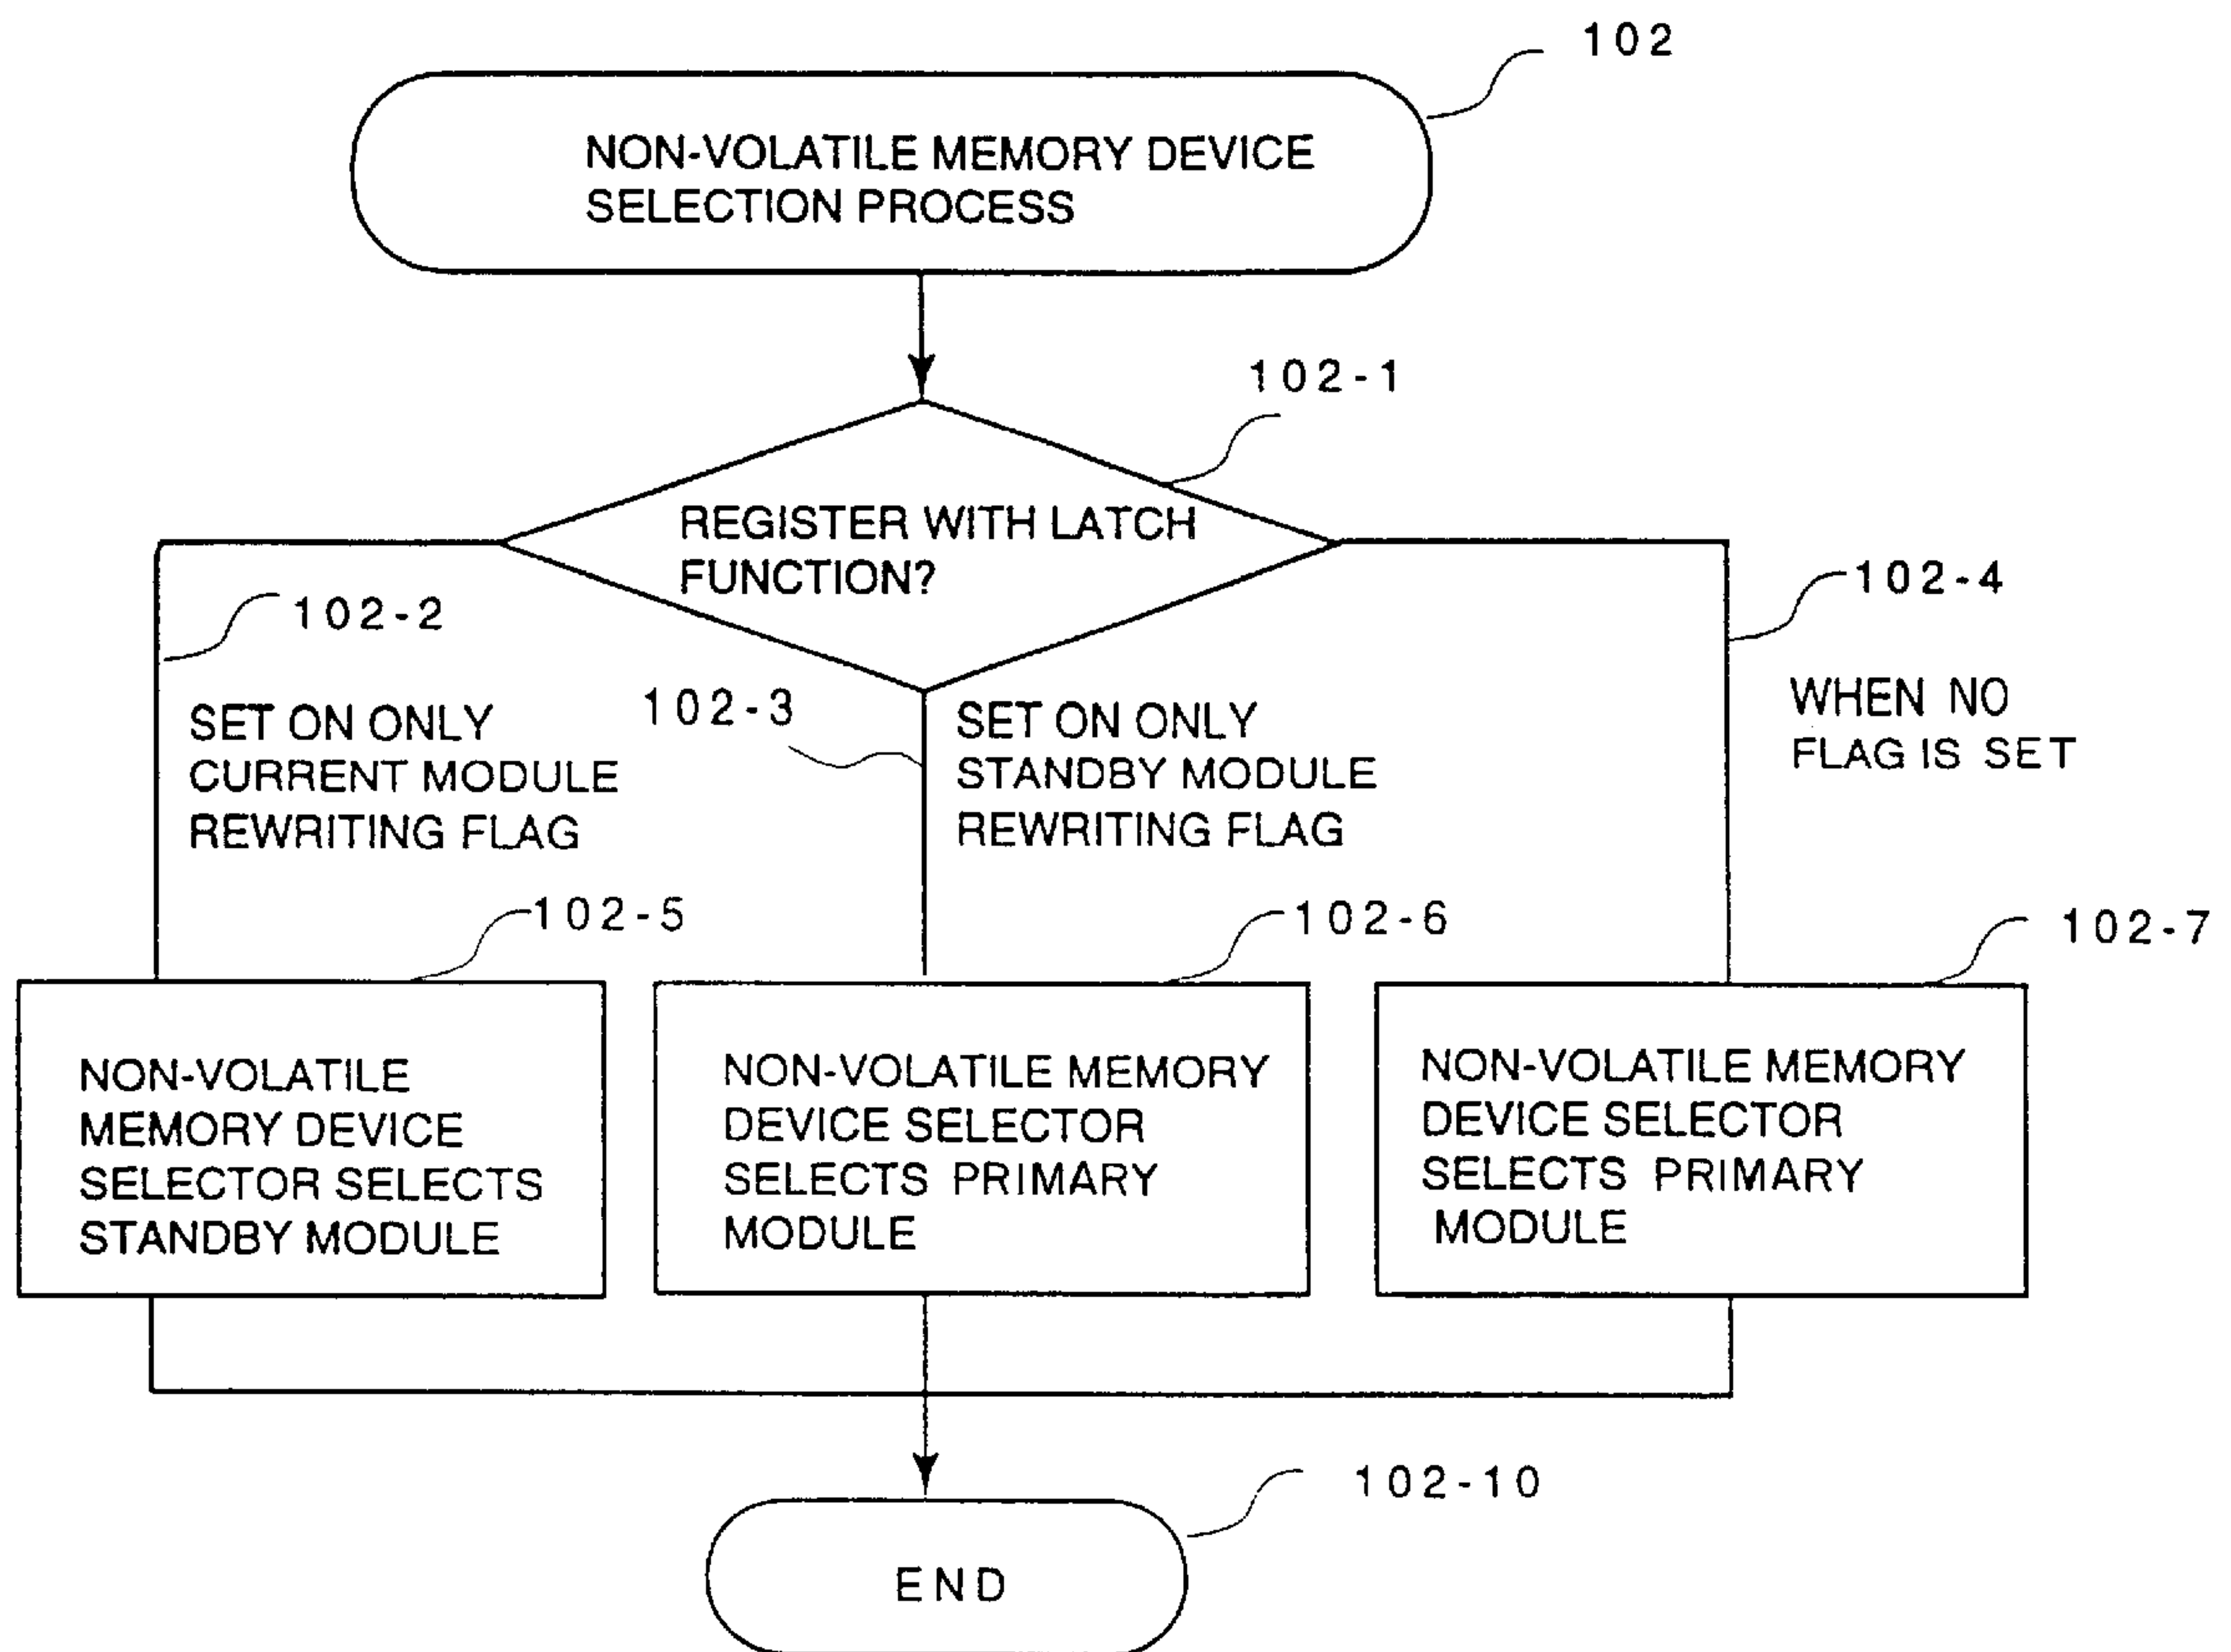 102
NON-VOLATILE MEMORY DEVICE
SELECTION PROCESS
102-1
REGISTER WITH LATCH
FUNCTION?
102-2
SET ON ONLY
CURRENT MODULE
REWRITING FLAG
102-3
SET ON ONLY
STANDBY MODULE
REWRITING FLAG
102-4
WHEN NO
FLAG IS SET
102-5
NON-VOLATILE
MEMORY DEVICE
SELECTOR SELECTS
STANDBY MODULE
102-6
NON-VOLATILE MEMORY
DEVICE SELECTOR
SELECTS PRIMARY
MODULE
102-7
NON-VOLATILE MEMORY
DEVICE SELECTOR
SELECTS PRIMARY
MODULE
102-10
END